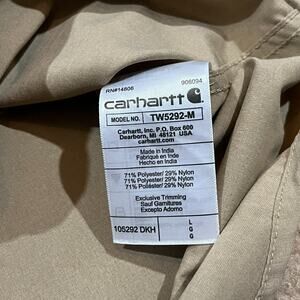 RN#14806 906094
carhartt
MODEL NO. TW5292-M
Carhartt, Inc. P.O. Box 600
Dearborn, MI 48121 USA
carhartt.com
Made in India
Fabriqué en Inde
Hecho en India
71% Polyester/ 29% Nylon
71% Polyester/ 29% Nylon
71% Poliéster/ 29% Nylon
Exclusive Trimming
Sauf Garnitures
Excepto Adorno
105292 DKH
L
G
G